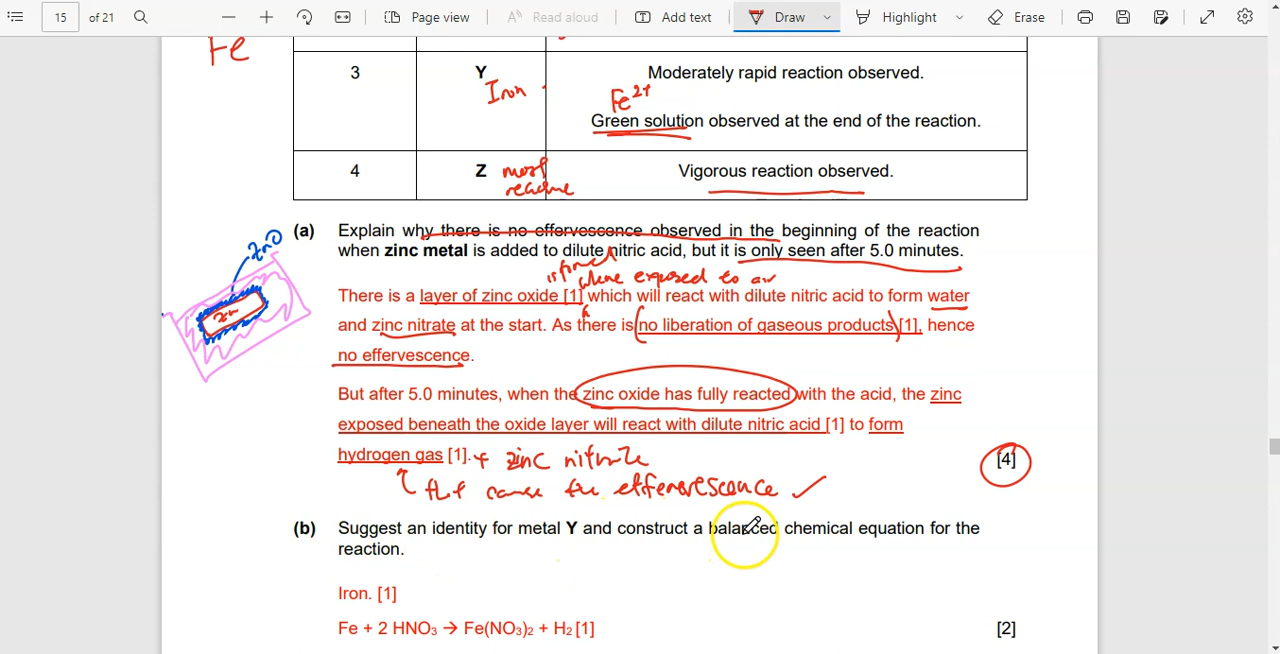 15 of 21
Page view
Read aloud
Add text
Draw
Highlight
Erase
Fe
3 Y Moderately rapid reaction observed.
Iron
Fe2+
Green solution observed at the end of the reaction.
4 Z most reactive Vigorous reaction observed.
(a) Explain why there is no effervescence observed in the beginning of the reaction
when zinc metal is added to dilute nitric acid, but it is only seen after 5.0 minutes.
is formed when exposed to air
ZnO
Zn
There is a layer of zinc oxide [1] which will react with dilute nitric acid to form water
and zinc nitrate at the start. As there is (no liberation of gaseous products) [1], hence
no effervescence.
But after 5.0 minutes, when the zinc oxide has fully reacted with the acid, the zinc
exposed beneath the oxide layer will react with dilute nitric acid [1] to form
hydrogen gas [1]. + zinc nitrate [4]
that cause the effervescence ✓
(b) Suggest an identity for metal Y and construct a balanced chemical equation for the
reaction.
Iron. [1]
Fe + 2 HNO₃ → Fe(NO₃)₂ + H₂ [1] [2]